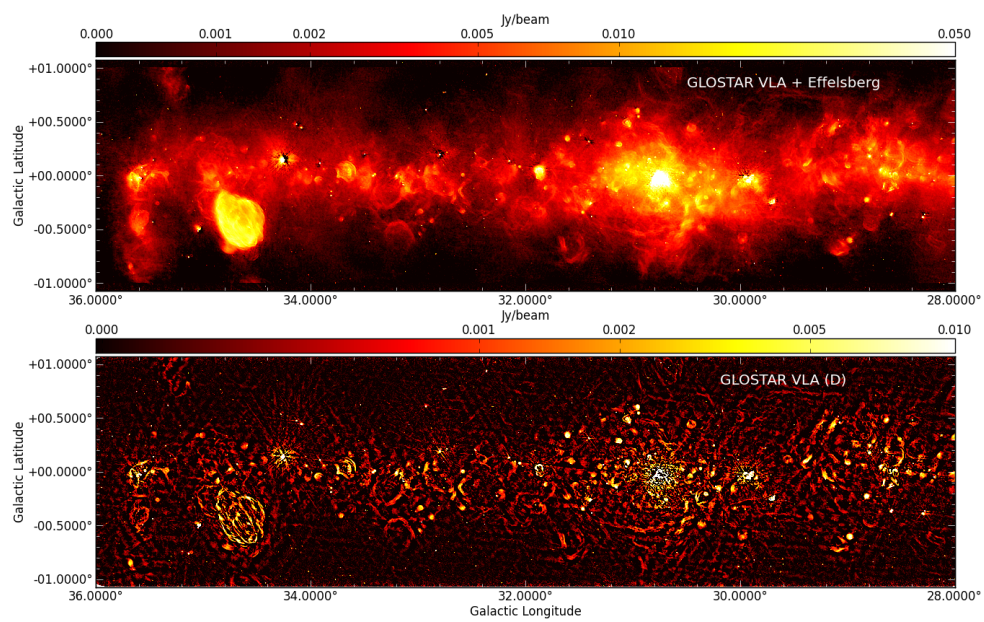 Jy/beam
0.000 0.001 0.002 0.005 0.010 0.050
+01.0000°
GLOSTAR VLA + Effelsberg
+00.5000°
Galactic Latitude
+00.0000°
-00.5000°
-01.0000°
36.0000° 34.0000° 32.0000° 30.0000° 28.0000°
Jy/beam
0.000 0.001 0.002 0.005 0.010
+01.0000°
GLOSTAR VLA (D)
+00.5000°
Galactic Latitude
+00.0000°
-00.5000°
-01.0000°
36.0000° 34.0000° 32.0000° 30.0000° 28.0000°
Galactic Longitude